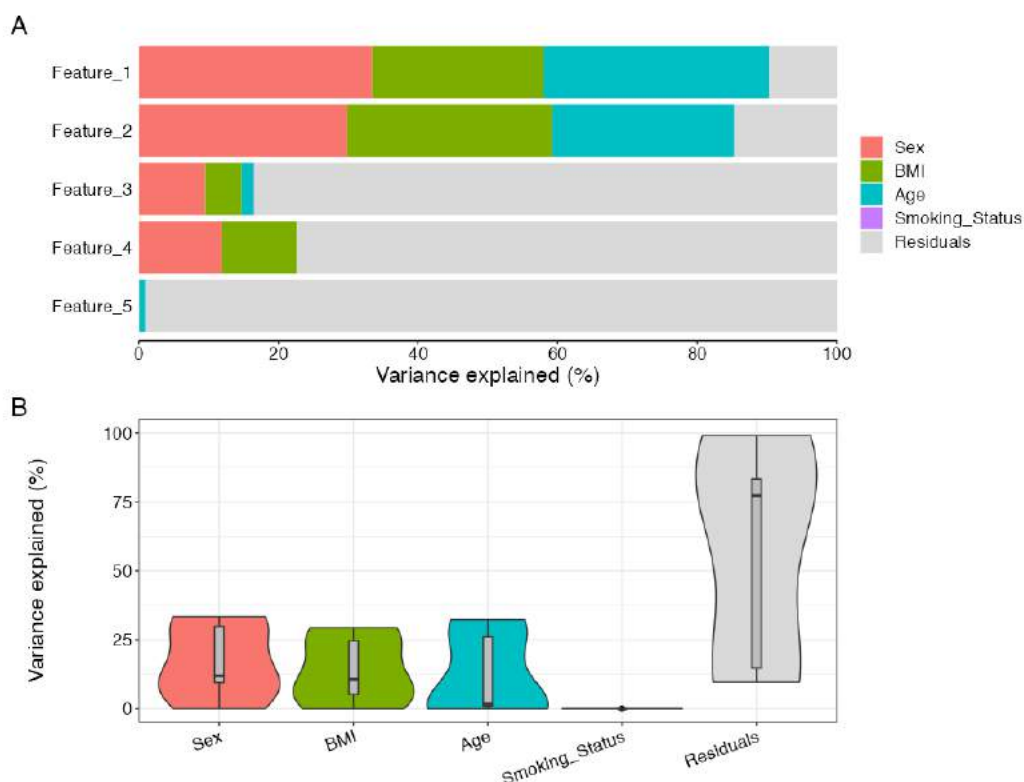 A
Feature_1
Feature_2
Feature_3
Feature_4
Feature_5
0 20 40 60 80 100
Variance explained (%)
Sex
BMI
Age
Smoking_Status
Residuals
B
Variance explained (%)
100
75
50
25
0
Sex BMI Age Smoking_Status Residuals